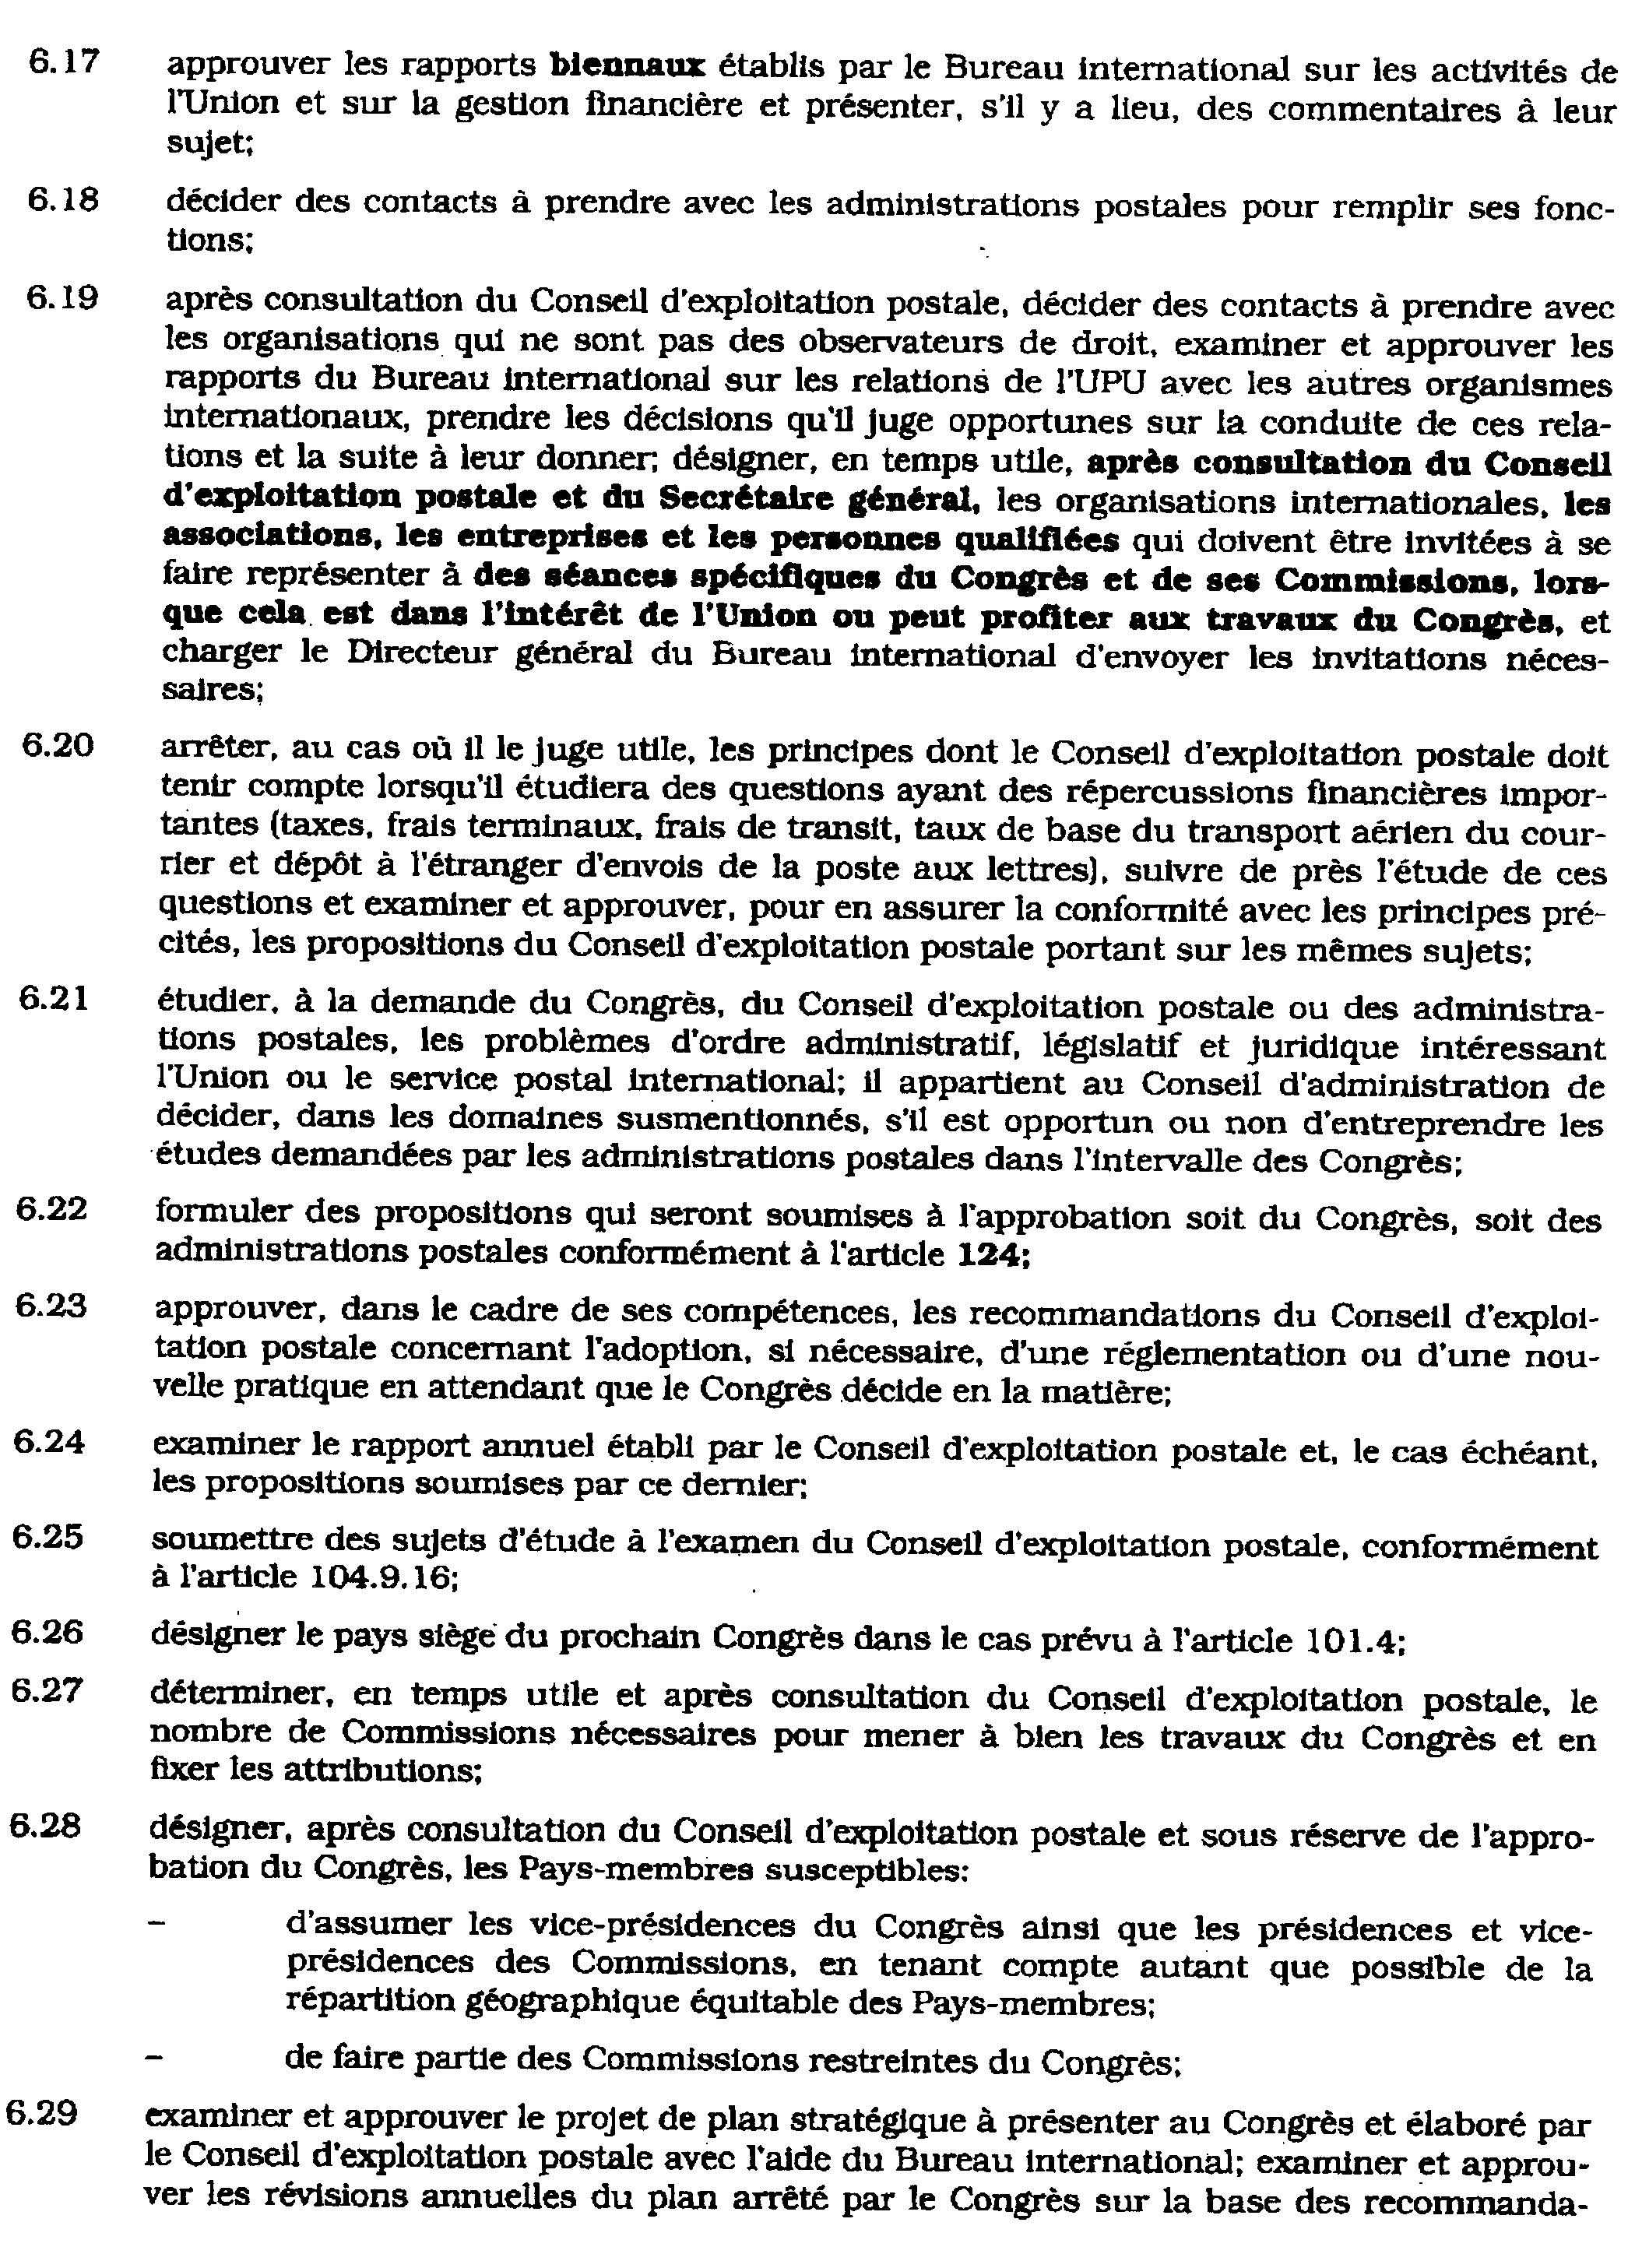 6.17 approuver les rapports biennaux établis par le Bureau international sur les activités de
l'Union et sur la gestion financière et présenter, s'il y a lieu, des commentaires à leur
sujet;
6.18 décider des contacts à prendre avec les administrations postales pour remplir ses fonc-
tions;
6.19 après consultation du Conseil d'exploitation postale, décider des contacts à prendre avec
les organisations qui ne sont pas des observateurs de droit, examiner et approuver les
rapports du Bureau international sur les relations de l'UPU avec les autres organismes
internationaux, prendre les décisions qu'il juge opportunes sur la conduite de ces rela-
tions et la suite à leur donner; désigner, en temps utile, après consultation du Conseil
d'exploitation postale et du Secrétaire général, les organisations internationales, les
associations, les entreprises et les personnes qualifiées qui doivent être invitées à se
faire représenter à des séances spécifiques du Congrès et de ses Commissions, lors-
que cela est dans l'intérêt de l'Union ou peut profiter aux travaux du Congrès, et
charger le Directeur général du Bureau international d'envoyer les invitations néces-
saires;
6.20 arrêter, au cas où il le juge utile, les principes dont le Conseil d'exploitation postale doit
tenir compte lorsqu'il étudiera des questions ayant des répercussions financières impor-
tantes (taxes, frais terminaux, frais de transit, taux de base du transport aérien du cour-
rier et dépôt à l'étranger d'envois de la poste aux lettres), suivre de près l'étude de ces
questions et examiner et approuver, pour en assurer la conformité avec les principes pré-
cités, les propositions du Conseil d'exploitation postale portant sur les mêmes sujets;
6.21 étudier, à la demande du Congrès, du Conseil d'exploitation postale ou des administra-
tions postales, les problèmes d'ordre administratif, législatif et juridique intéressant
l'Union ou le service postal international; il appartient au Conseil d'administration de
décider, dans les domaines susmentionnés, s'il est opportun ou non d'entreprendre les
études demandées par les administrations postales dans l'intervalle des Congrès;
6.22 formuler des propositions qui seront soumises à l'approbation soit du Congrès, soit des
administrations postales conformément à l'article 124;
6.23 approuver, dans le cadre de ses compétences, les recommandations du Conseil d'exploi-
tation postale concernant l'adoption, si nécessaire, d'une réglementation ou d'une nou-
velle pratique en attendant que le Congrès décide en la matière;
6.24 examiner le rapport annuel établi par le Conseil d'exploitation postale et, le cas échéant,
les propositions soumises par ce dernier;
6.25 soumettre des sujets d'étude à l'examen du Conseil d'exploitation postale, conformément
à l'article 104.9.16;
6.26 désigner le pays siège du prochain Congrès dans le cas prévu à l'article 101.4;
6.27 déterminer, en temps utile et après consultation du Conseil d'exploitation postale, le
nombre de Commissions nécessaires pour mener à bien les travaux du Congrès et en
fixer les attributions;
6.28 désigner, après consultation du Conseil d'exploitation postale et sous réserve de l'appro-
bation du Congrès, les Pays-membres susceptibles:
– d'assumer les vice-présidences du Congrès ainsi que les présidences et vice-
présidences des Commissions, en tenant compte autant que possible de la
répartition géographique équitable des Pays-membres;
– de faire partie des Commissions restreintes du Congrès;
6.29 examiner et approuver le projet de plan stratégique à présenter au Congrès et élaboré par
le Conseil d'exploitation postale avec l'aide du Bureau international; examiner et approu-
ver les révisions annuelles du plan arrêté par le Congrès sur la base des recommanda-